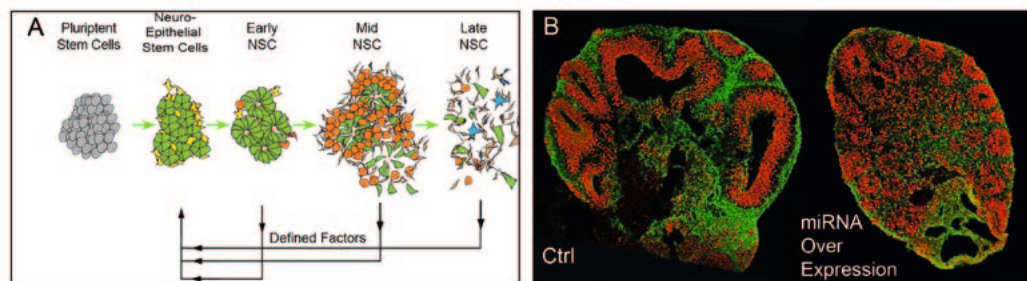 A
Pluriptent
Stem Cells
Neuro-
Epithelial
Stem Cells
Early
NSC
Mid
NSC
Late
NSC
Defined Factors
B
Ctrl
miRNA
Over
Expression